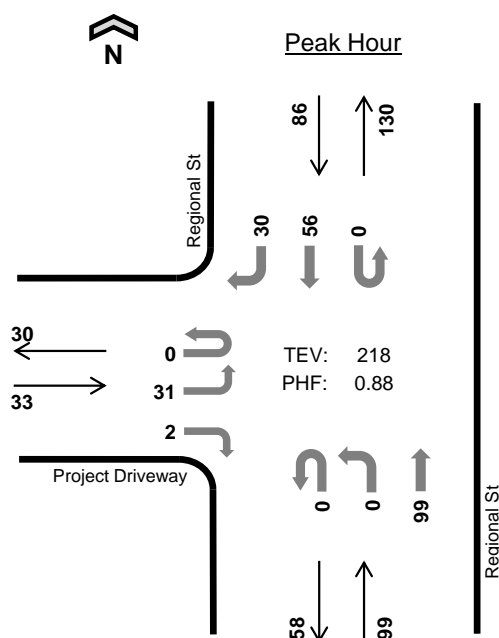 Peak Hour
N
86
130
Regional St
30
56
0
30
0
TEV: 218
31
PHF: 0.88
33
2
Project Driveway
0
0
99
Regional St
58
99